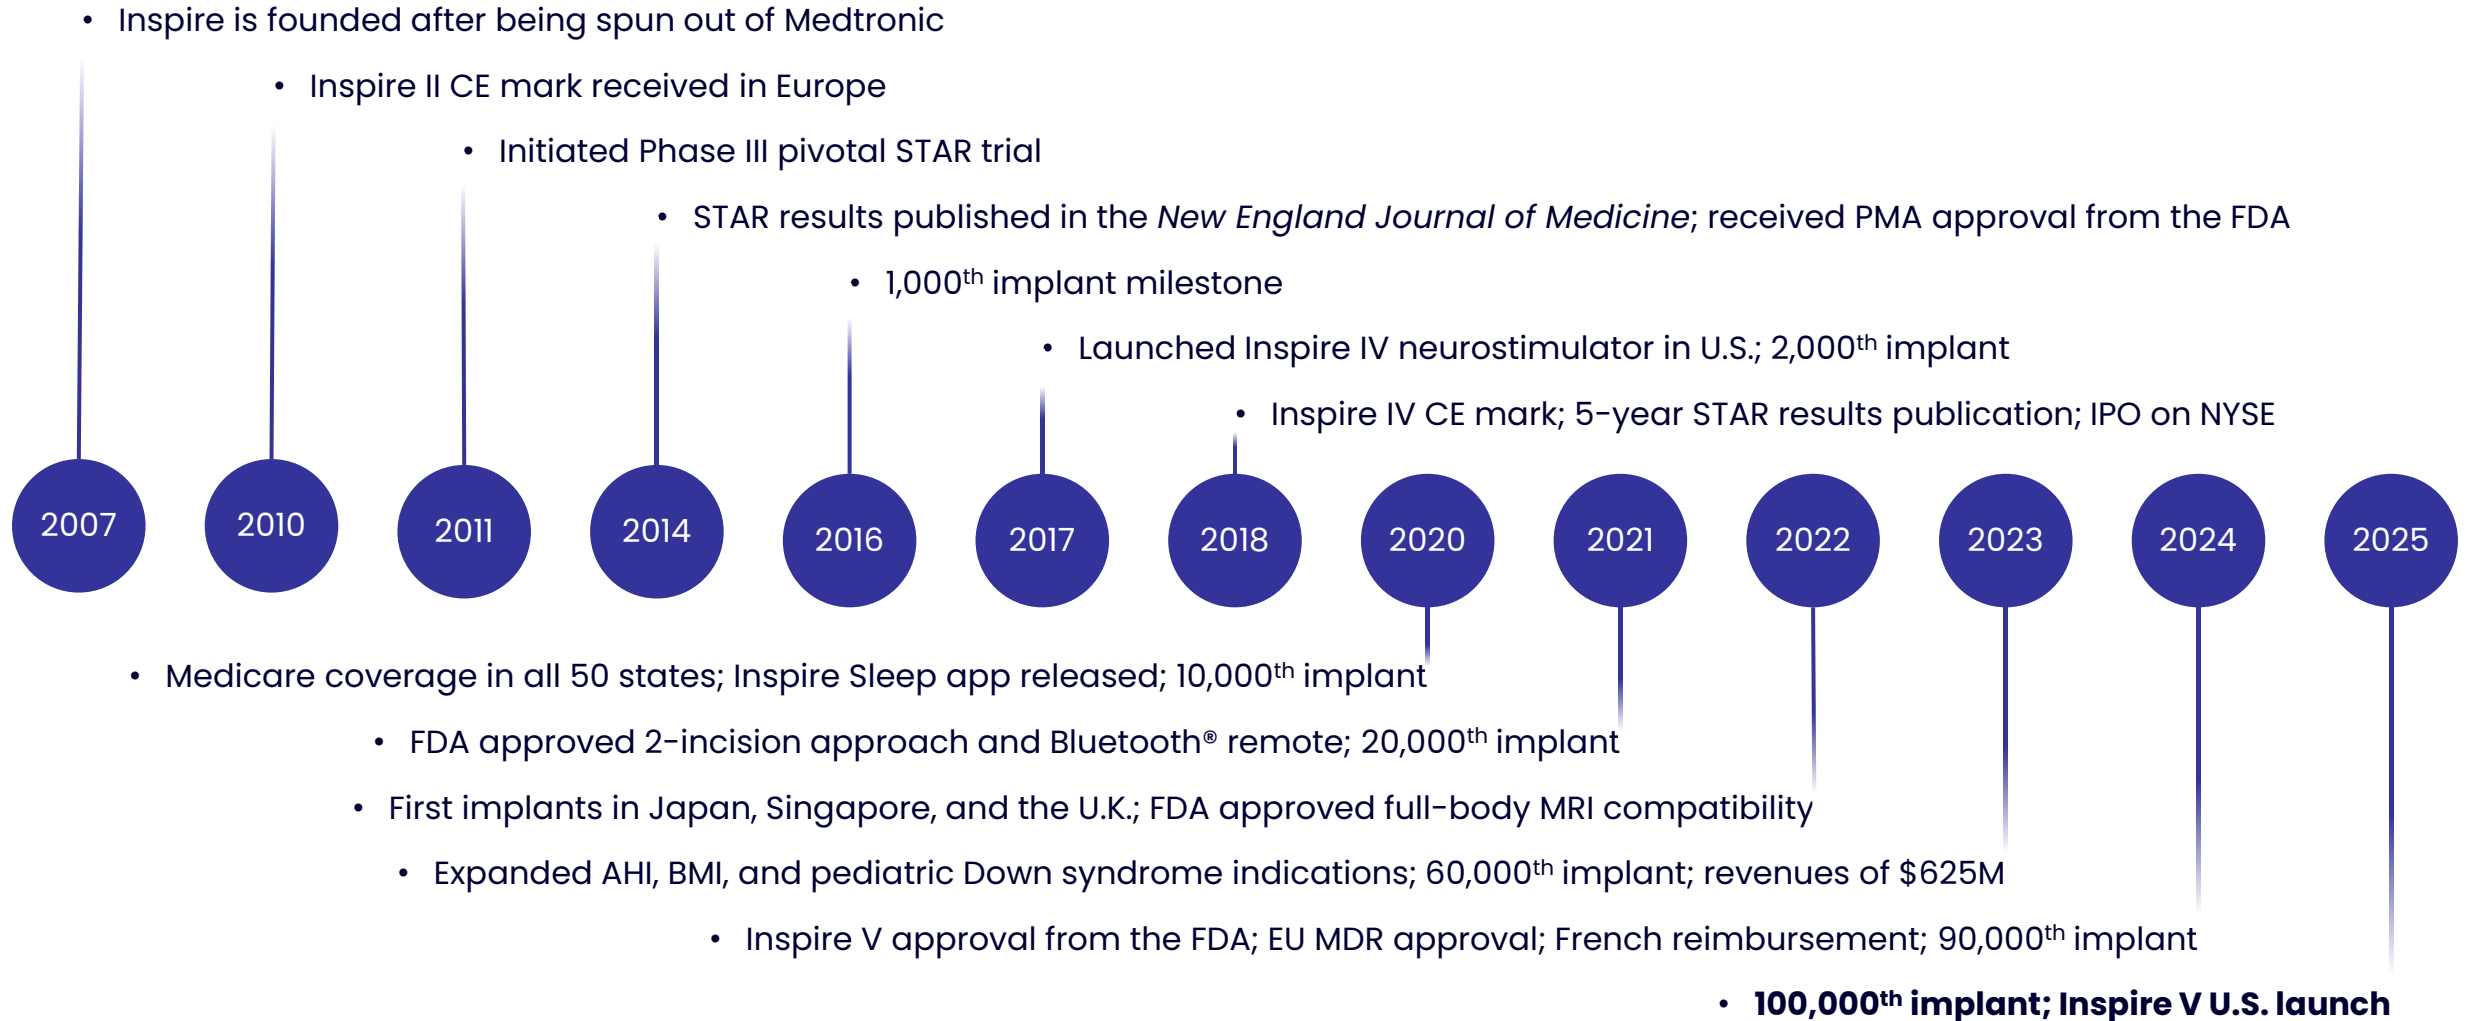 • Inspire is founded after being spun out of Medtronic
• Inspire II CE mark received in Europe
• Initiated Phase III pivotal STAR trial
• STAR results published in the New England Journal of Medicine; received PMA approval from the FDA
• 1,000th implant milestone
• Launched Inspire IV neurostimulator in U.S.; 2,000th implant
• Inspire IV CE mark; 5-year STAR results publication; IPO on NYSE
2007 2010 2011 2014 2016 2017 2018 2020 2021 2022 2023 2024 2025
• Medicare coverage in all 50 states; Inspire Sleep app released; 10,000th implant
• FDA approved 2-incision approach and Bluetooth® remote; 20,000th implant
• First implants in Japan, Singapore, and the U.K.; FDA approved full-body MRI compatibility
• Expanded AHI, BMI, and pediatric Down syndrome indications; 60,000th implant; revenues of $625M
• Inspire V approval from the FDA; EU MDR approval; French reimbursement; 90,000th implant
• 100,000th implant; Inspire V U.S. launch